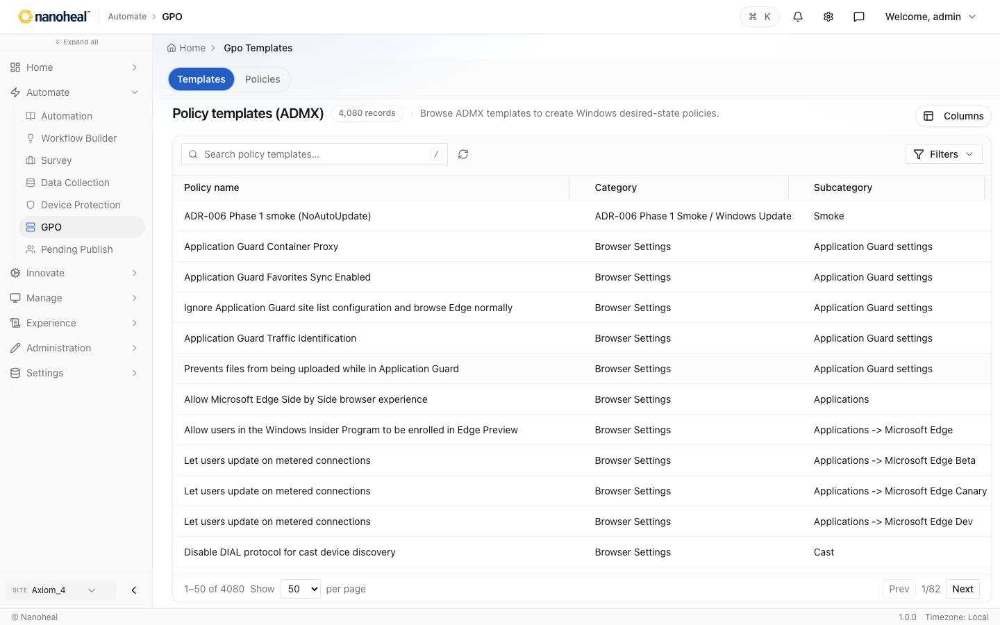 nanoheal™
Automate > GPO
⌘ K
Welcome, admin
Expand all
Home
Automate
Automation
Workflow Builder
Survey
Data Collection
Device Protection
GPO
Pending Publish
Innovate
Manage
Experience
Administration
Settings
SITE Axiom_4
Home > Gpo Templates
Templates Policies
Policy templates (ADMX) 4,080 records · Browse ADMX templates to create Windows desired-state policies.
Columns
Search policy templates... /
Filters
Policy name Category Subcategory
ADR-006 Phase 1 smoke (NoAutoUpdate) ADR-006 Phase 1 Smoke / Windows Update Smoke
Application Guard Container Proxy Browser Settings Application Guard settings
Application Guard Favorites Sync Enabled Browser Settings Application Guard settings
Ignore Application Guard site list configuration and browse Edge normally Browser Settings Application Guard settings
Application Guard Traffic Identification Browser Settings Application Guard settings
Prevents files from being uploaded while in Application Guard Browser Settings Application Guard settings
Allow Microsoft Edge Side by Side browser experience Browser Settings Applications
Allow users in the Windows Insider Program to be enrolled in Edge Preview Browser Settings Applications -> Microsoft Edge
Let users update on metered connections Browser Settings Applications -> Microsoft Edge Beta
Let users update on metered connections Browser Settings Applications -> Microsoft Edge Canary
Let users update on metered connections Browser Settings Applications -> Microsoft Edge Dev
Disable DIAL protocol for cast device discovery Browser Settings Cast
1–50 of 4080 Show 50 per page
Prev 1/82 Next
© Nanoheal
1.0.0 Timezone: Local